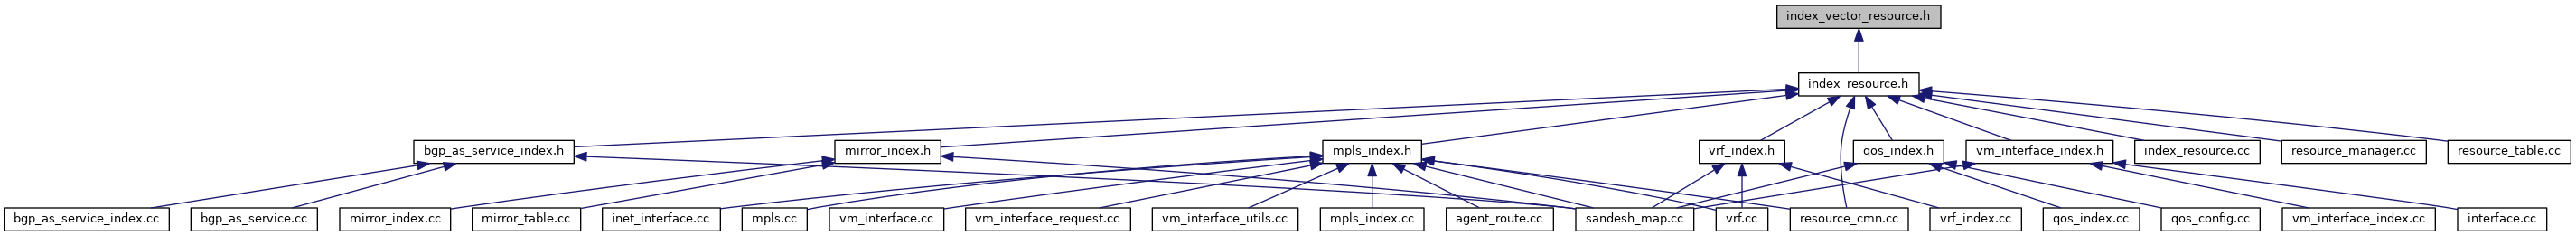 index_vector_resource.h
index_resource.h
bgp_as_service_index.h
mirror_index.h
mpls_index.h
vrf_index.h
qos_index.h
vm_interface_index.h
index_resource.cc
resource_manager.cc
resource_table.cc
bgp_as_service_index.cc
bgp_as_service.cc
mirror_index.cc
mirror_table.cc
inet_interface.cc
mpls.cc
vm_interface.cc
vm_interface_request.cc
vm_interface_utils.cc
mpls_index.cc
agent_route.cc
sandesh_map.cc
vrf.cc
resource_cmn.cc
vrf_index.cc
qos_index.cc
qos_config.cc
vm_interface_index.cc
interface.cc